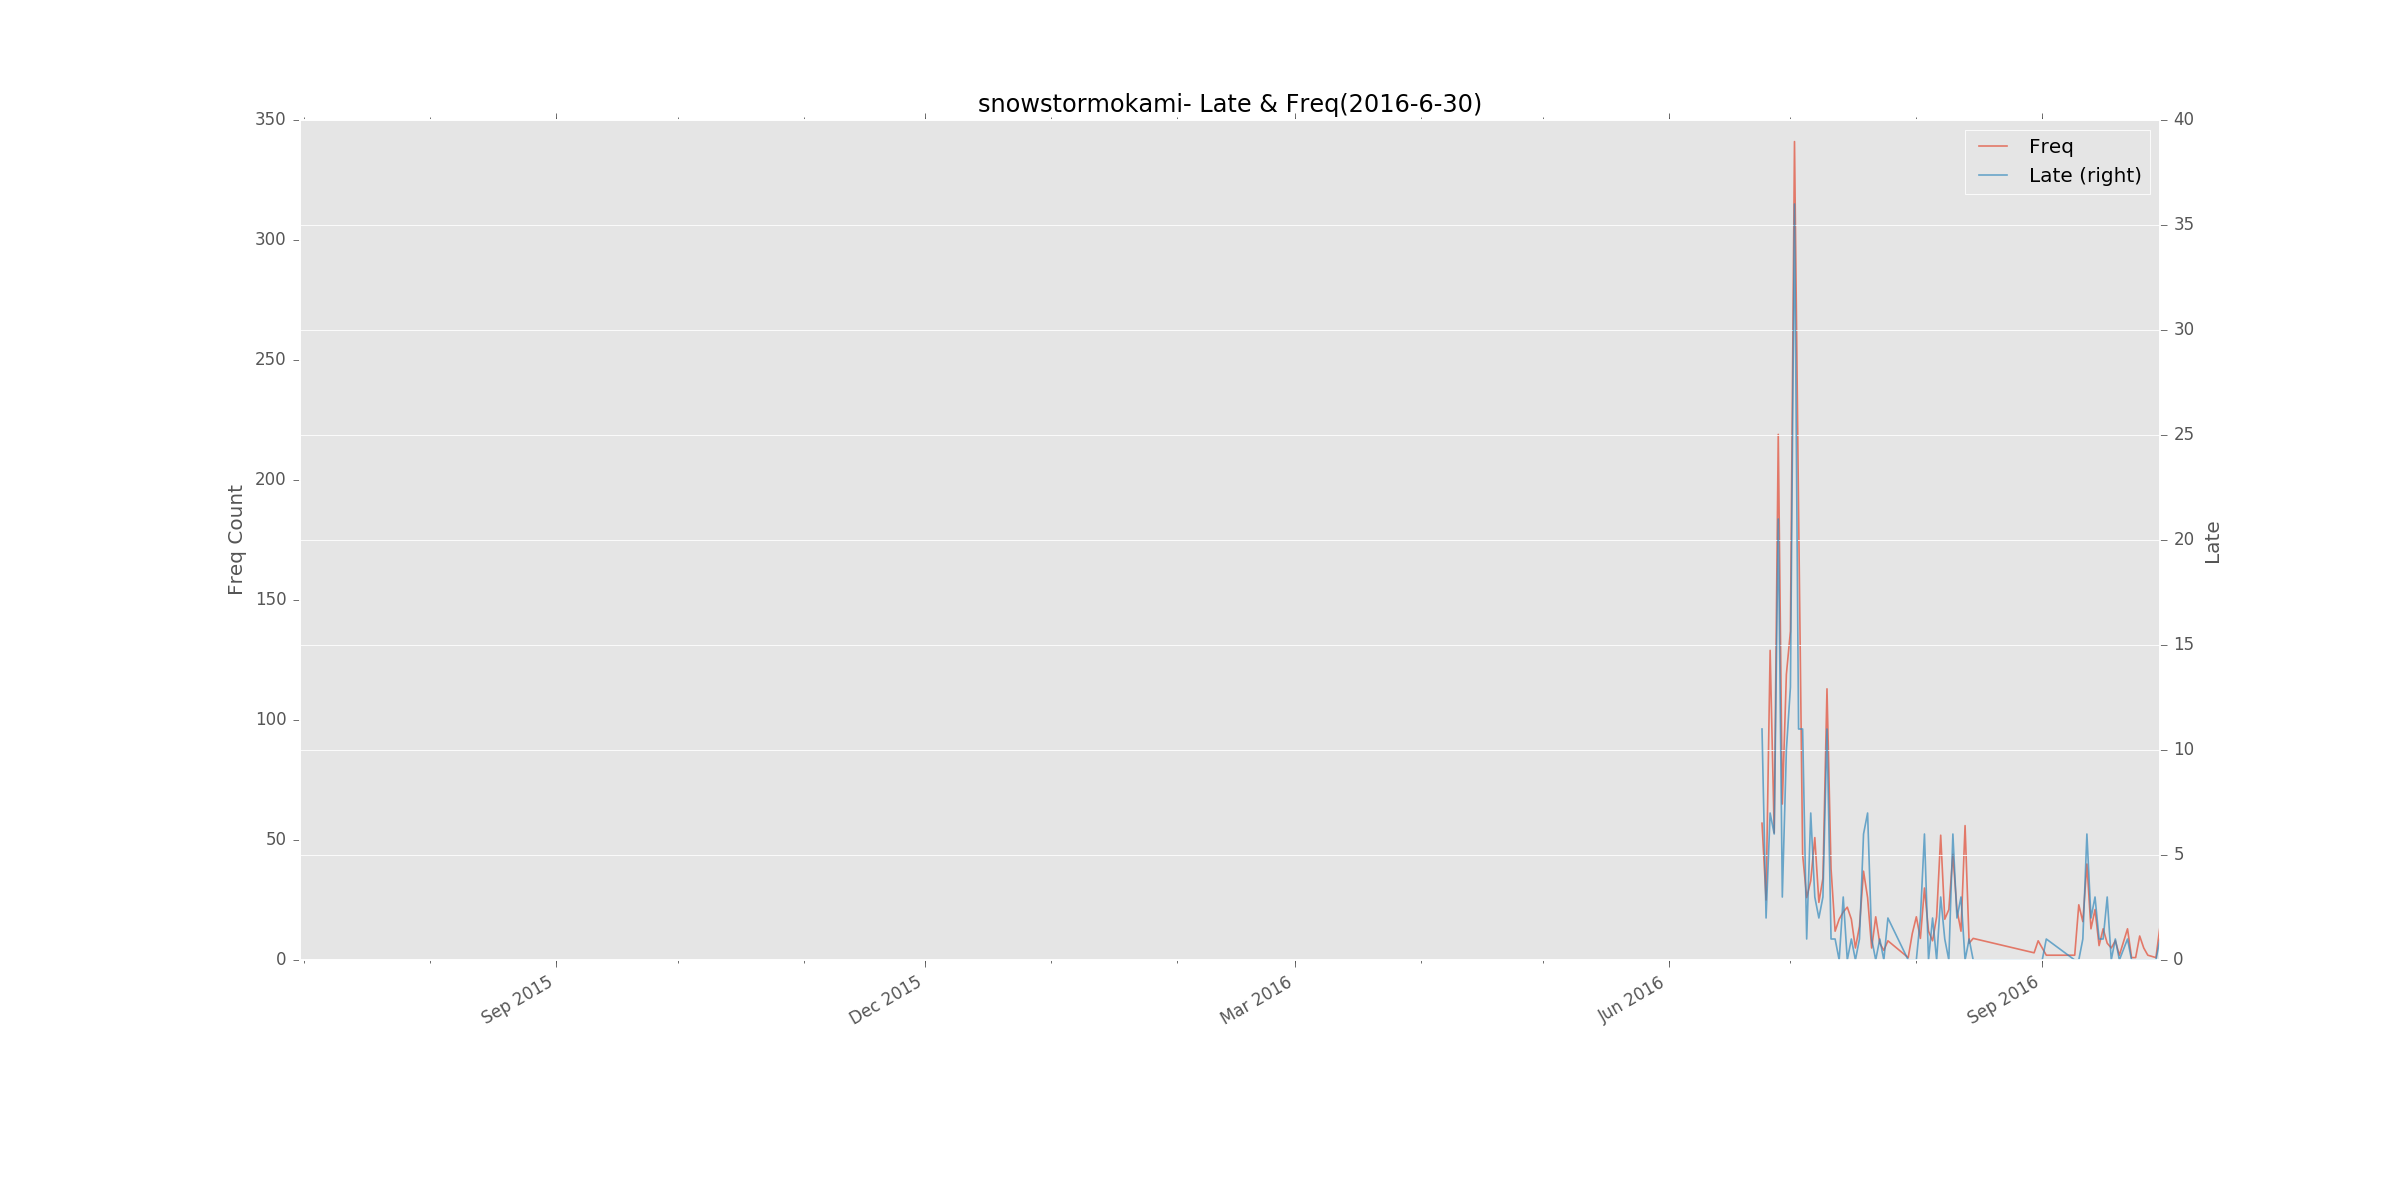 snowstormokami- Late & Freq(2016-6-30)
Freq
Late (right)
350
300
250
200
150
100
50
0
Freq Count
40
35
30
25
20
15
10
5
0
Late
Sep 2015
Dec 2015
Mar 2016
Jun 2016
Sep 2016